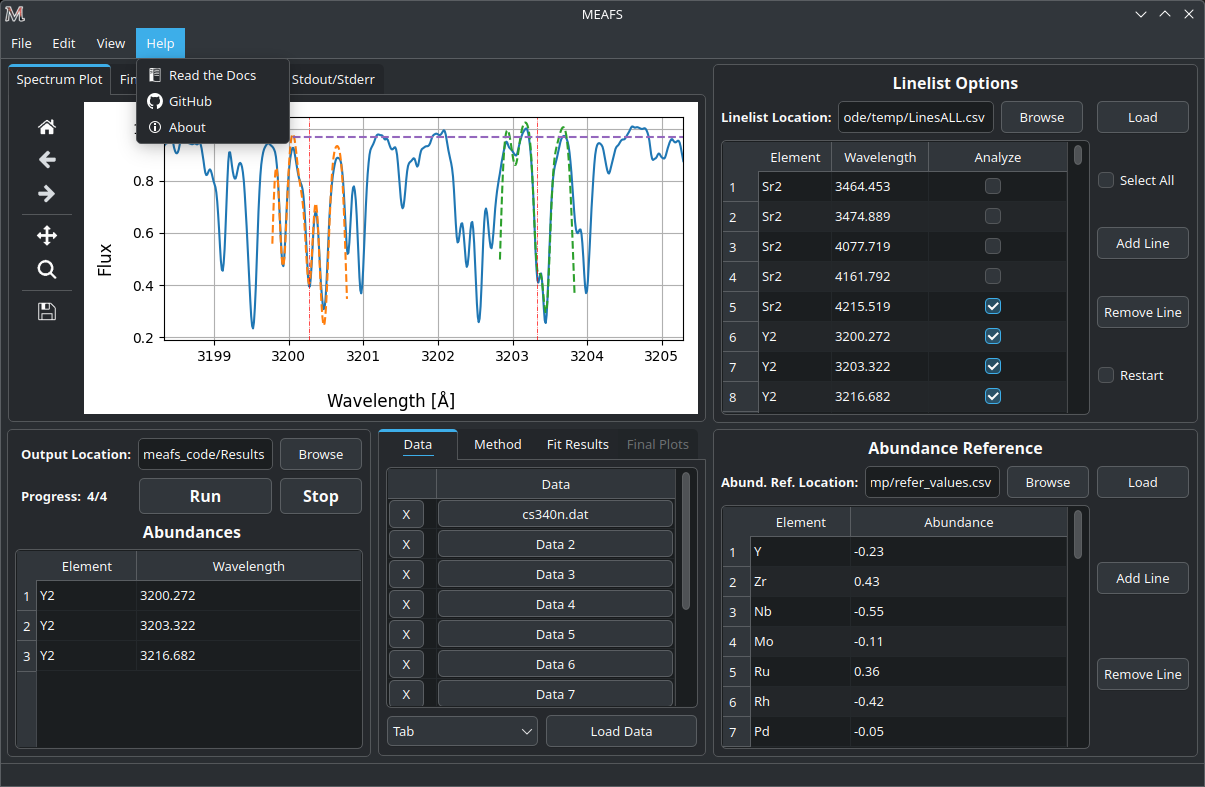 MEAFS
File Edit View Help
Read the Docs
GitHub
About
Spectrum Plot Fin Stdout/Stderr
0.8
0.6
0.4
0.2
Flux
3199 3200 3201 3202 3203 3204 3205
Wavelength [Å]
Linelist Options
Linelist Location: ode/temp/LinesALL.csv Browse Load
Element Wavelength Analyze
1 Sr2 3464.453
2 Sr2 3474.889
3 Sr2 4077.719
4 Sr2 4161.792
5 Sr2 4215.519
6 Y2 3200.272
7 Y2 3203.322
8 Y2 3216.682
Select All
Add Line
Remove Line
Restart
Output Location: meafs_code/Results Browse
Progress: 4/4 Run Stop
Abundances
Element Wavelength
1 Y2 3200.272
2 Y2 3203.322
3 Y2 3216.682
Data Method Fit Results Final Plots
Data
X cs340n.dat
X Data 2
X Data 3
X Data 4
X Data 5
X Data 6
X Data 7
Tab Load Data
Abundance Reference
Abund. Ref. Location: mp/refer_values.csv Browse Load
Element Abundance
1 Y -0.23
2 Zr 0.43
3 Nb -0.55
4 Mo -0.11
5 Ru 0.36
6 Rh -0.42
7 Pd -0.05
Add Line
Remove Line